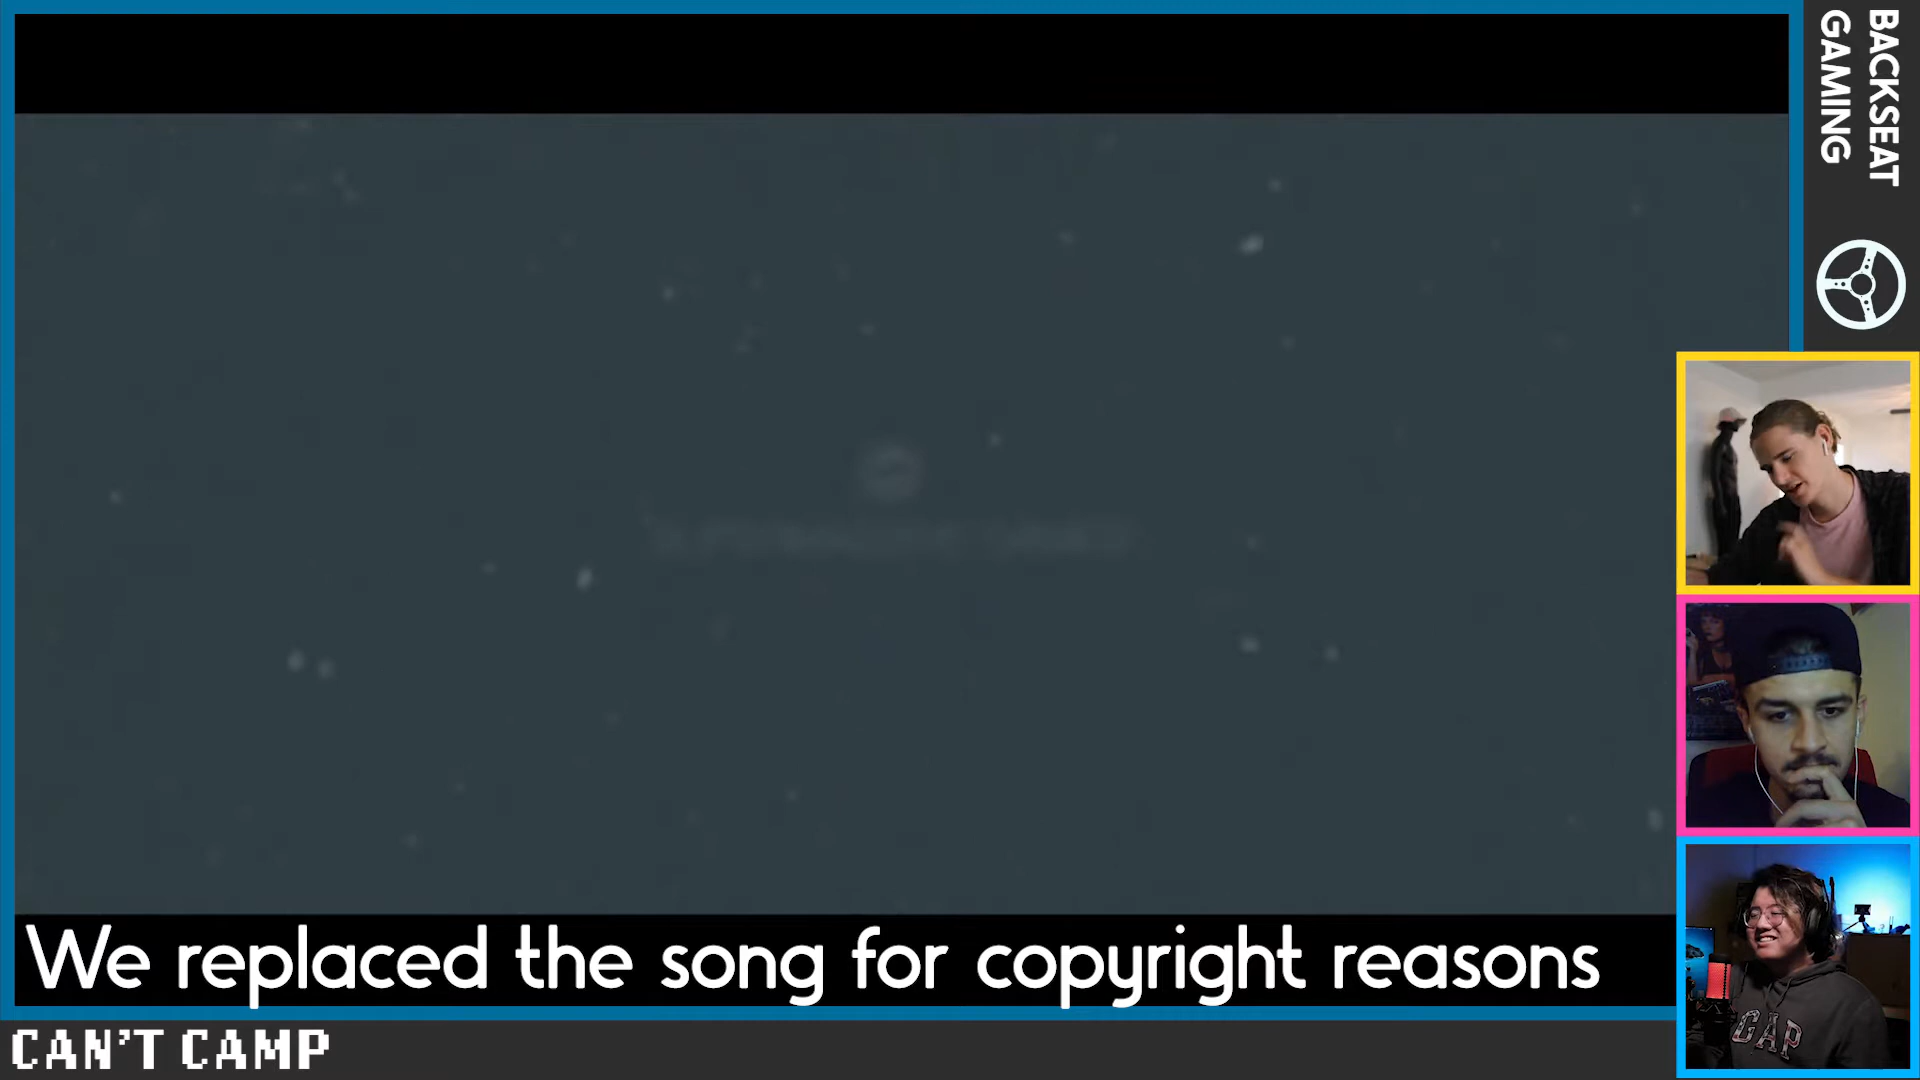 BACKSEAT
GAMING
We replaced the song for copyright reasons
CAN'T CAMP
GAP